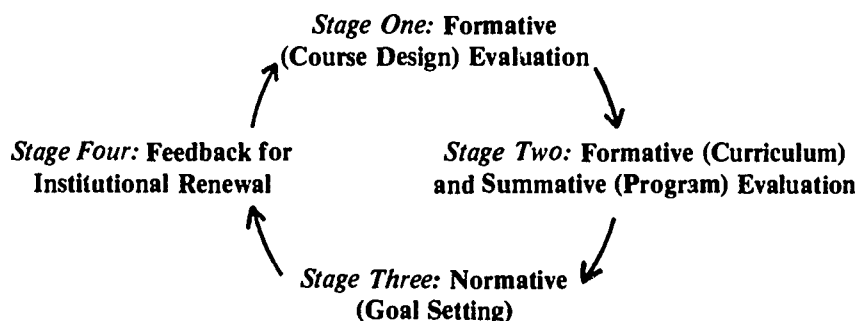 Stage One: Formative
(Course Design) Evaluation
Stage Four: Feedback for
Institutional Renewal
Stage Two: Formative (Curriculum)
and Summative (Program) Evaluation
Stage Three: Normative
(Goal Setting)